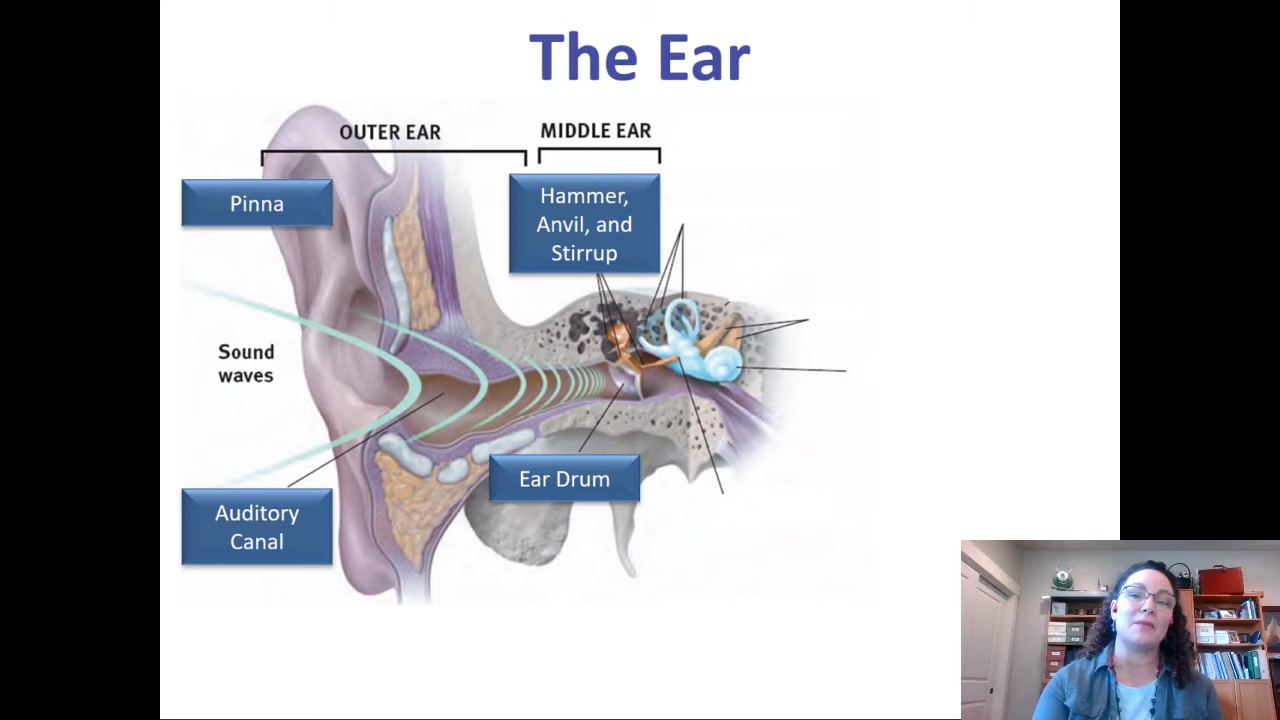 The Ear
OUTER EAR
MIDDLE EAR
Pinna
Hammer,
Anvil, and
Stirrup
Sound
waves
Ear Drum
Auditory
Canal